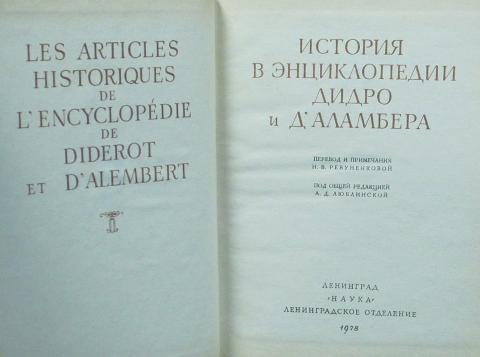 LES ARTICLES
HISTORIQUES
DE
L'ENCYCLOPÉDIE
DE
DIDEROT
ET D'ALEMBERT
ИСТОРИЯ
В ЭНЦИКЛОПЕДИИ
ДИДРО
И Д'АЛАМБЕРА
ПЕРЕВОД И ПРИМЕЧАНИЯ
Н. В. РЕВУНЕНКОВОЙ
ПОД ОБЩЕЙ РЕДАКЦИЕЙ
А. Д. ЛЮБЛИНСКОЙ
ЛЕНИНГРАД
«НАУКА»
ЛЕНИНГРАДСКОЕ ОТДЕЛЕНИЕ
1978